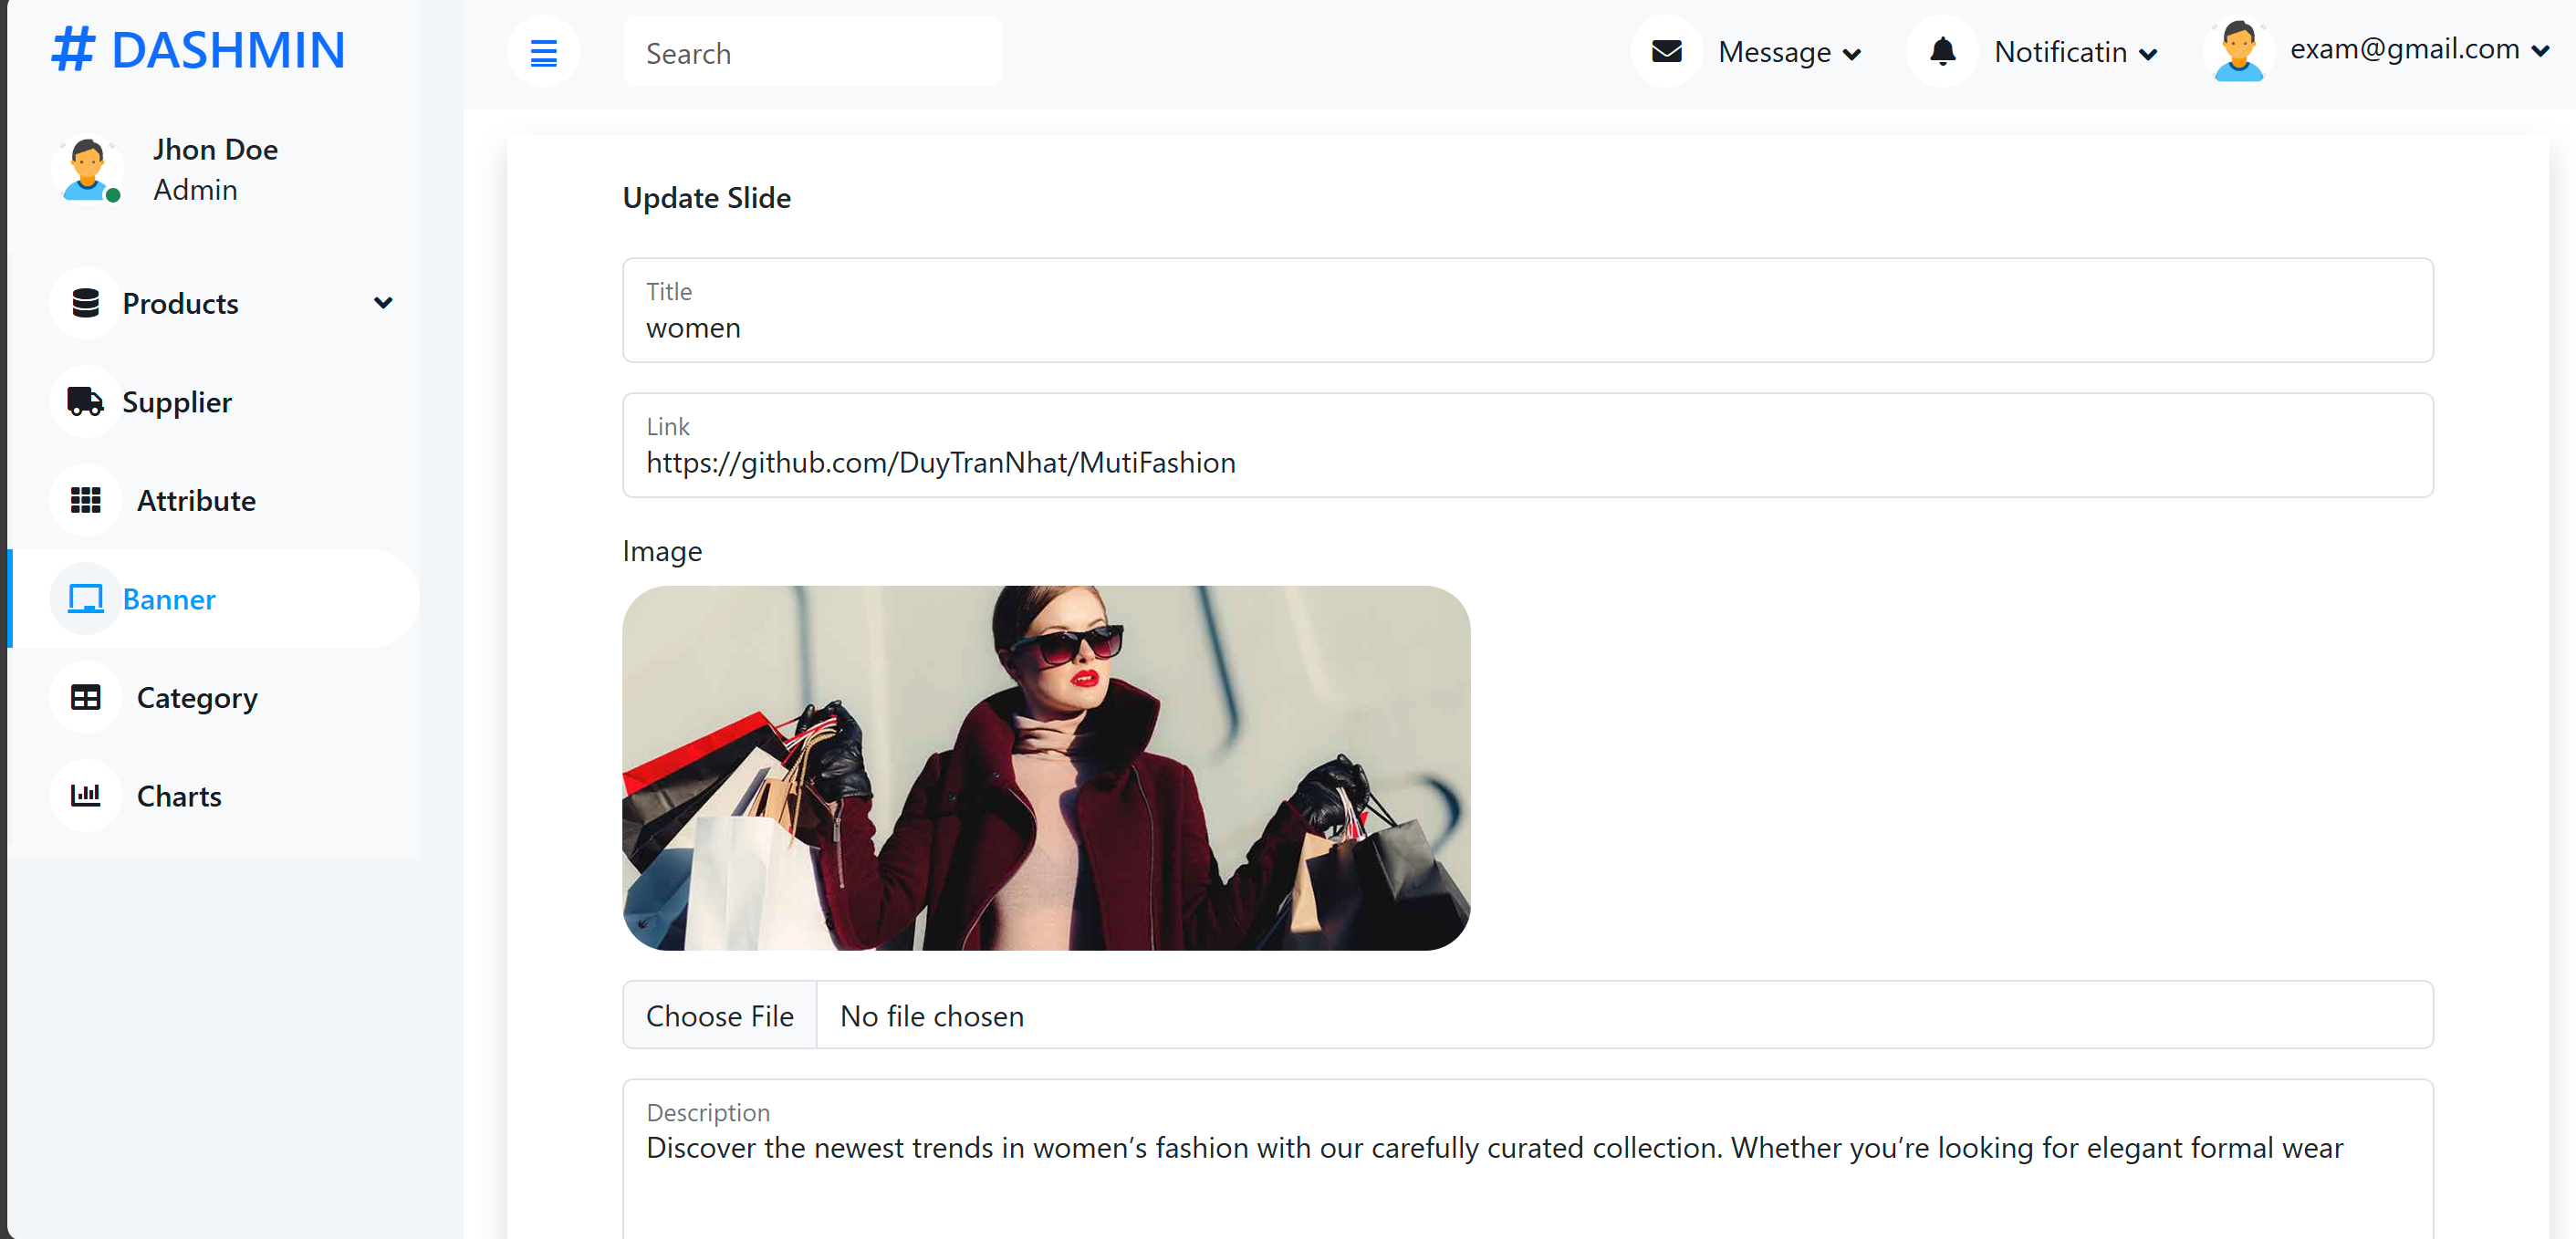 # DASHMIN
Search
Message
Notificatin
exam@gmail.com
Jhon Doe
Admin
Products
Supplier
Attribute
Banner
Category
Charts
Update Slide
Title
women
Link
https://github.com/DuyTranNhat/MutiFashion
Image
Choose File
No file chosen
Description
Discover the newest trends in women’s fashion with our carefully curated collection. Whether you’re looking for elegant formal wear